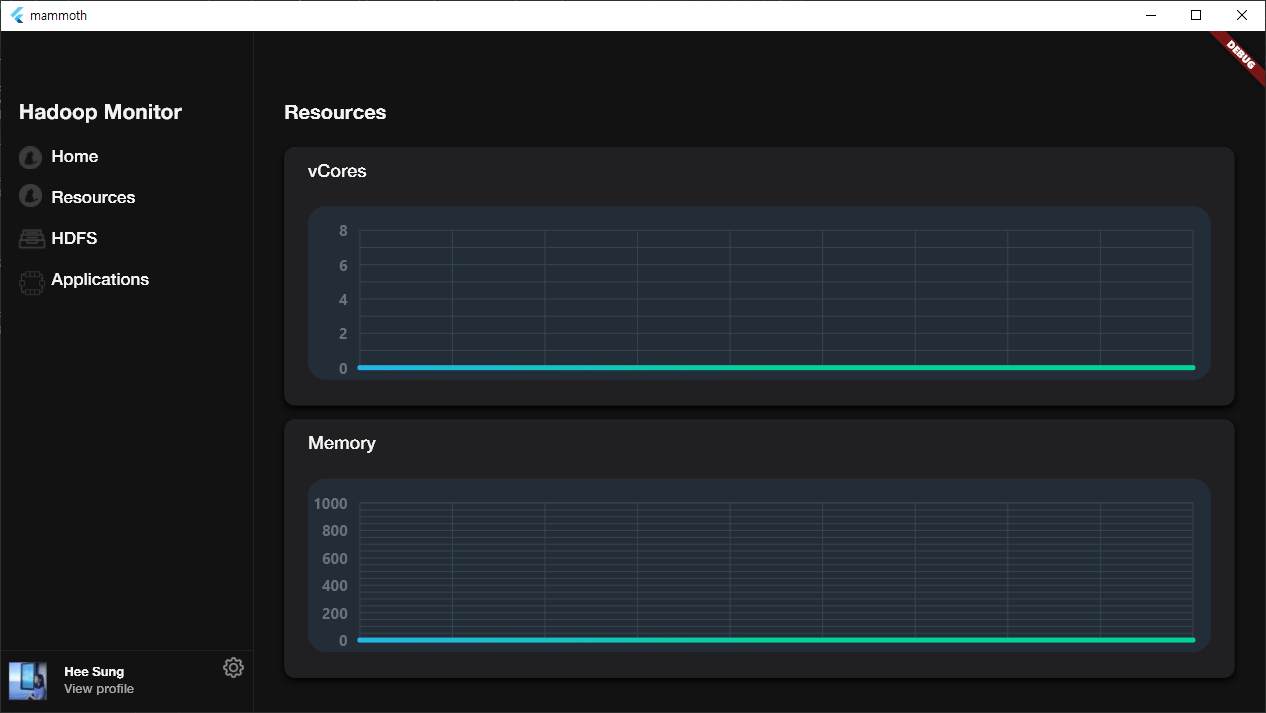 mammoth
DEBUG
Hadoop Monitor
Home
Resources
HDFS
Applications
Hee Sung
View profile
Resources
vCores
8
6
4
2
0
Memory
1000
800
600
400
200
0